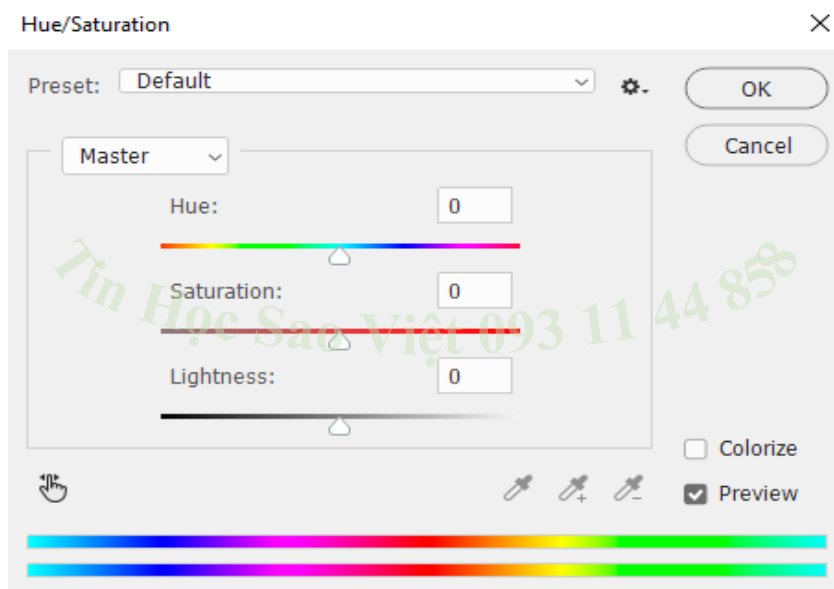 Hue/Saturation
Preset: Default
OK
Cancel
Master
Hue: 0
Saturation: 0
Lightness: 0
Tin Học Sao Việt 093 11 44 858
Colorize
Preview